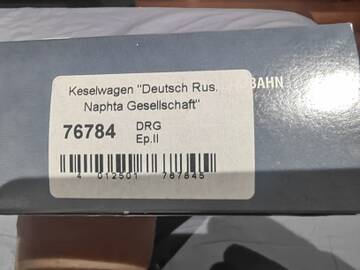 Keselwagen "Deutsch Rus.
Naphta Gesellschaft"
BAHN
76784 DRG
Ep.II
4 012501 767845